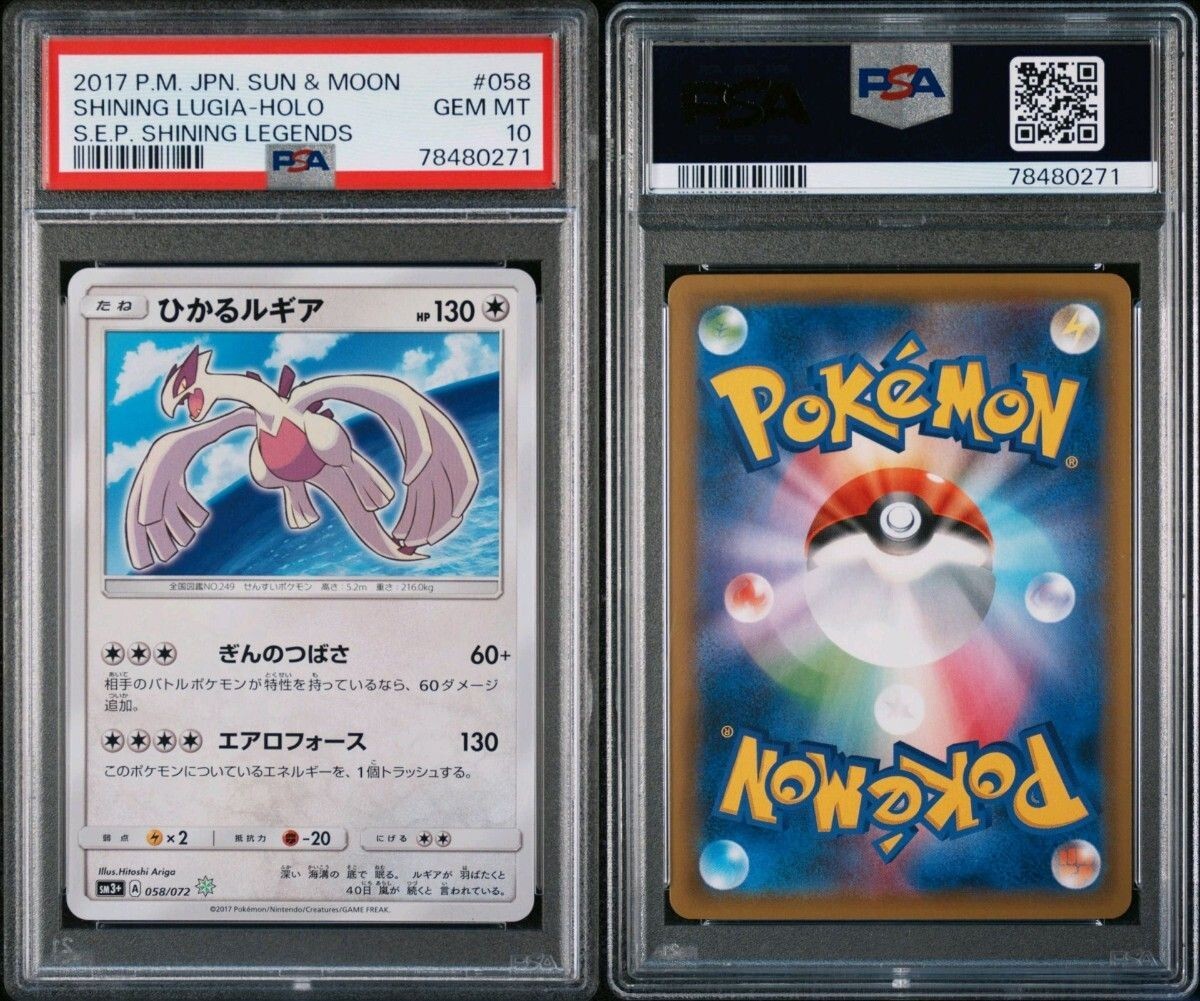 2017 P.M. JPN. SUN & MOON #058
SHINING LUGIA-HOLO GEM MT
S.E.P. SHINING LEGENDS 10
PSA 78480271
たね ひかるルギア HP 130
全国図鑑NO.249 せんすいポケモン 高さ:5.2m 重さ:216.0kg
ぎんのつばさ 60+
相手のバトルポケモンが特性を持っているなら、60ダメージ
追加。
エアロフォース 130
このポケモンについているエネルギーを、1個トラッシュする。
弱点 ×2 抵抗力 -20 にげる
Illus.Hitoshi Ariga
深い 海溝の 底で 眠る。 ルギアが 羽ばたくと
40日 嵐が 続くと 言われている。
SM3+ A 058/072
©2017 Pokémon/Nintendo/Creatures/GAME FREAK.
PSA
PSA PSA
78480271
POKéMON®
POKéMON®
PSA